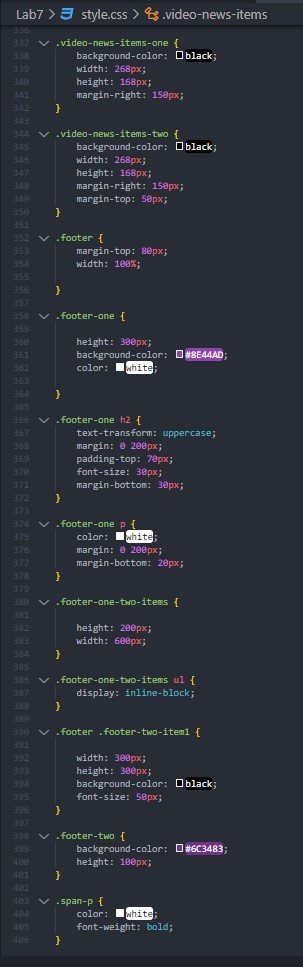 Lab7 > style.css > .video-news-items
336
337 .video-news-items-one {
338 background-color: black;
339 width: 268px;
340 height: 168px;
341 margin-right: 150px;
342 }
343
344 .video-news-items-two {
345 background-color: black;
346 width: 268px;
347 height: 168px;
348 margin-right: 150px;
349 margin-top: 50px;
350 }
351
352 .footer {
353 margin-top: 80px;
354 width: 100%;
355
356 }
357
358 .footer-one {
359
360 height: 300px;
361 background-color: #8E44AD;
362 color: white;
363
364 }
365
366 .footer-one h2 {
367 text-transform: uppercase;
368 margin: 0 200px;
369 padding-top: 70px;
370 font-size: 30px;
371 margin-bottom: 30px;
372 }
373
374 .footer-one p {
375 color: white;
376 margin: 0 200px;
377 margin-bottom: 20px;
378 }
379
380 .footer-one-two-items {
381
382 height: 200px;
383 width: 600px;
384 }
385
386 .footer-one-two-items ul {
387 display: inline-block;
388 }
389
390 .footer .footer-two-item1 {
391
392 width: 300px;
393 height: 300px;
394 background-color: black;
395 font-size: 50px;
396 }
397
398 .footer-two {
399 background-color: #6C3483;
400 height: 100px;
401 }
402
403 .span-p {
404 color: white;
405 font-weight: bold;
406 }